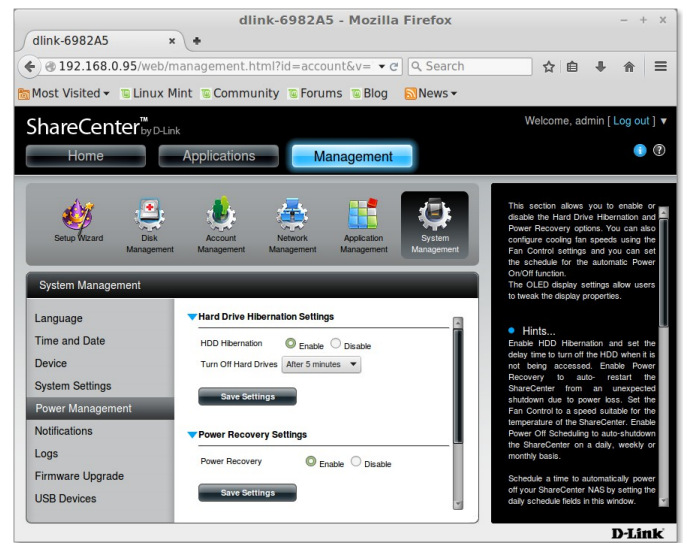 dlink-6982A5 - Mozilla Firefox
dlink-6982A5
192.168.0.95/web/management.html?id=account&v=
Search
Most Visited
Linux Mint
Community
Forums
Blog
News
ShareCenter™ by D-Link
Welcome, admin [ Log out ]
Home
Applications
Management
Setup Wizard
Disk
Management
Account
Management
Network
Management
Application
Management
System
Management
System Management
Language
Time and Date
Device
System Settings
Power Management
Notifications
Logs
Firmware Upgrade
USB Devices
Hard Drive Hibernation Settings
HDD Hibernation Enable Disable
Turn Off Hard Drives After 5 minutes
Save Settings
Power Recovery Settings
Power Recovery Enable Disable
Save Settings
This section allows you to enable or
disable the Hard Drive Hibernation and
Power Recovery options. You can also
configure cooling fan speeds using the
Fan Control settings and you can set
the schedule for the automatic Power
On/Off function.
The OLED display settings allow users
to tweak the display properties.
Hints...
Enable HDD Hibernation and set the
delay time to turn off the HDD when it is
not being accessed. Enable Power
Recovery to auto- restart the
ShareCenter from an unexpected
shutdown due to power loss. Set the
Fan Control to a speed suitable for the
temperature of the ShareCenter. Enable
Power Off Scheduling to auto-shutdown
the ShareCenter on a daily, weekly or
monthly basis.
Schedule a time to automatically power
off your ShareCenter NAS by setting the
daily schedule fields in this window.
D-Link